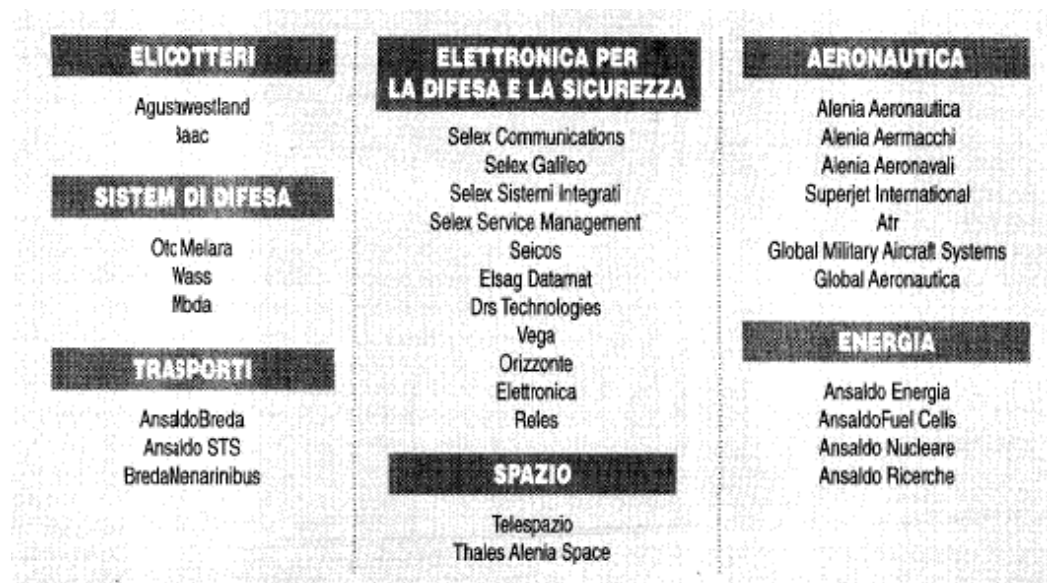 ELICOTTERI
Agustawestland
Baac
SISTEM DI DIFESA
Oto Melara
Wass
Mbda
TRASPORTI
AnsaldoBreda
Ansaldo STS
BredaMenarinibus
ELETTRONICA PER
LA DIFESA E LA SICUREZZA
Selex Communications
Selex Galileo
Selex Sistemi Integrati
Selex Service Management
Seicos
Elsag Datamat
Drs Technologies
Vega
Orizzonte
Elettronica
Reles
SPAZIO
Telespazio
Thales Alenia Space
AERONAUTICA
Alenia Aeronautica
Alenia Aermacchi
Alenia Aeronavali
Superjet International
Atr
Global Military Aircraft Systems
Global Aeronautica
ENERGIA
Ansaldo Energia
AnsaldoFuel Cells
Ansaldo Nucleare
Ansaldo Ricerche